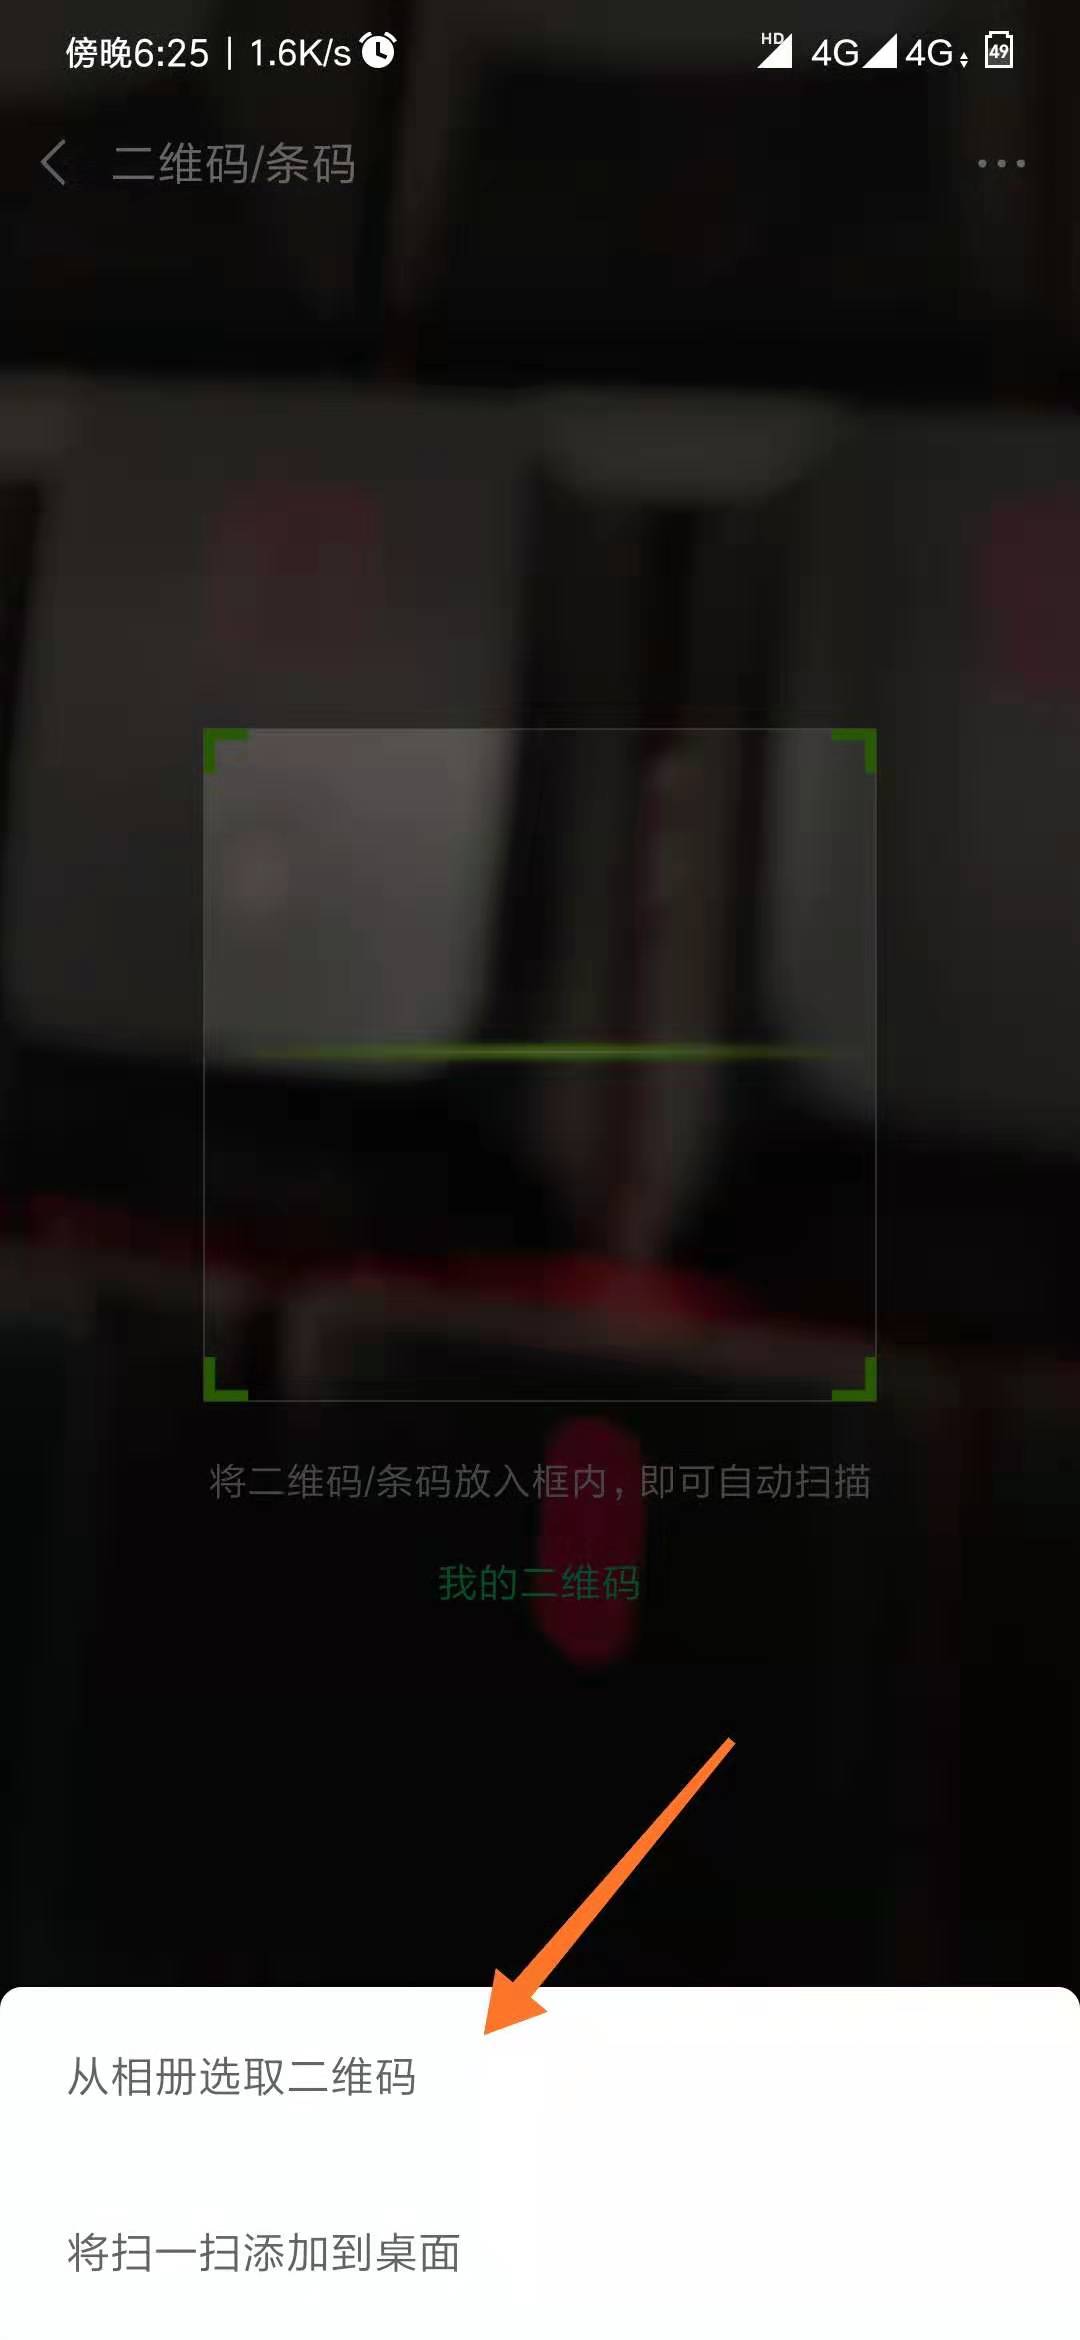 傍晚6:25 | 1.6K/s
HD 4G 4G 49
二维码/条码
将二维码/条码放入框内，即可自动扫描
我的二维码
从相册选取二维码
将扫一扫添加到桌面